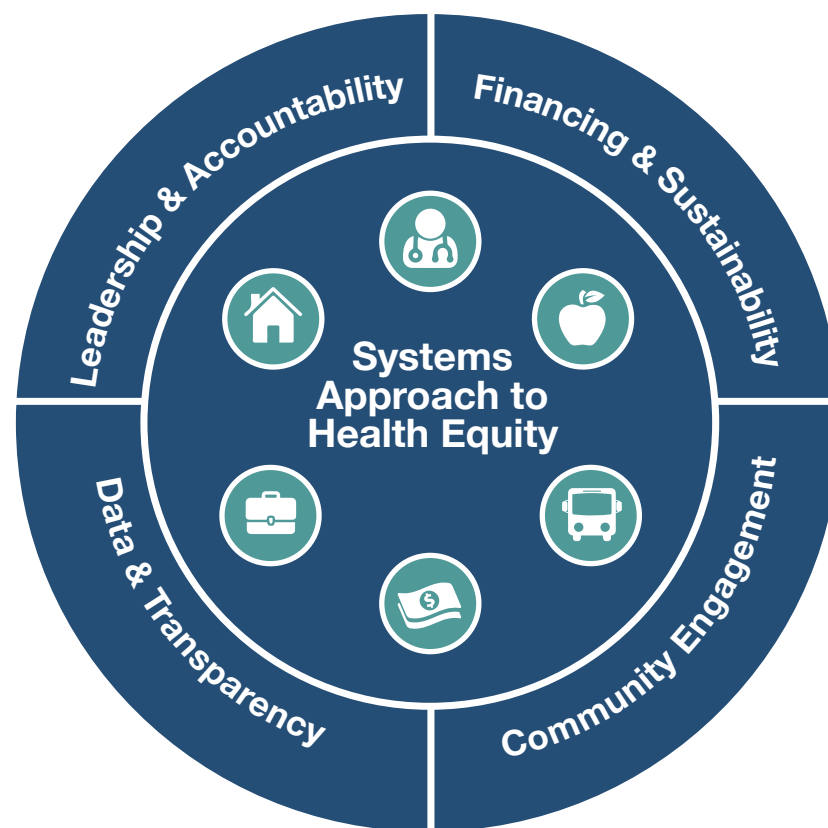 Leadership & Accountability
Financing & Sustainability
Systems
Approach to
Health Equity
$
Data & Transparency
Community Engagement